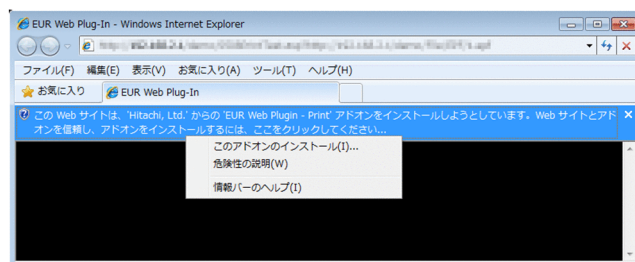 EUR Web Plug-In - Windows Internet Explorer
ファイル(F) 編集(E) 表示(V) お気に入り(A) ツール(T) ヘルプ(H)
お気に入り EUR Web Plug-In
この Web サイトは、'Hitachi, Ltd.' からの 'EUR Web Plugin - Print' アドオンをインストールしようとしています。Web サイトとアド
オンを信頼し、アドオンをインストールするには、ここをクリックしてください...
このアドオンのインストール(I)...
危険性の説明(W)
情報バーのヘルプ(I)